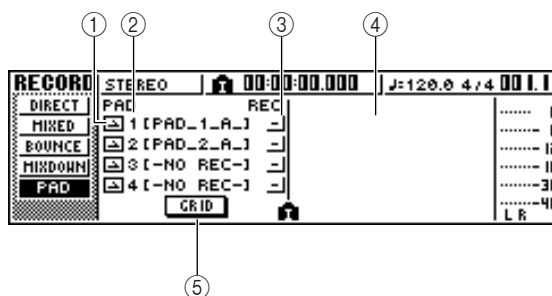 ① ② ③ ④
RECORD STEREO 00:00:00.000 ♩=120.0 4/4
DIRECT PAD REC
MIXED 1 [PAD_1_A_]
BOUNCE 2 [PAD_2_A_]
MIXDOWN 3 [-NO REC-]
PAD 4 [-NO REC-]
GRID
L R
⑤